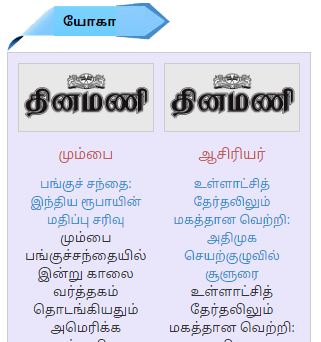 யோகா
தினமணி
மும்பை
பங்குச் சந்தை:
இந்திய ரூபாயின்
மதிப்பு சரிவு
மும்பை
பங்குச்சந்தையில்
இன்று காலை
வர்த்தகம்
தொடங்கியதும்
அமெரிக்க
தினமணி
ஆசிரியர்
உள்ளாட்சித்
தேர்தலிலும்
மகத்தான வெற்றி:
அதிமுக
செயற்குழுவில்
சூளுரை
உள்ளாட்சித்
தேர்தலிலும்
மகத்தான வெற்றி: